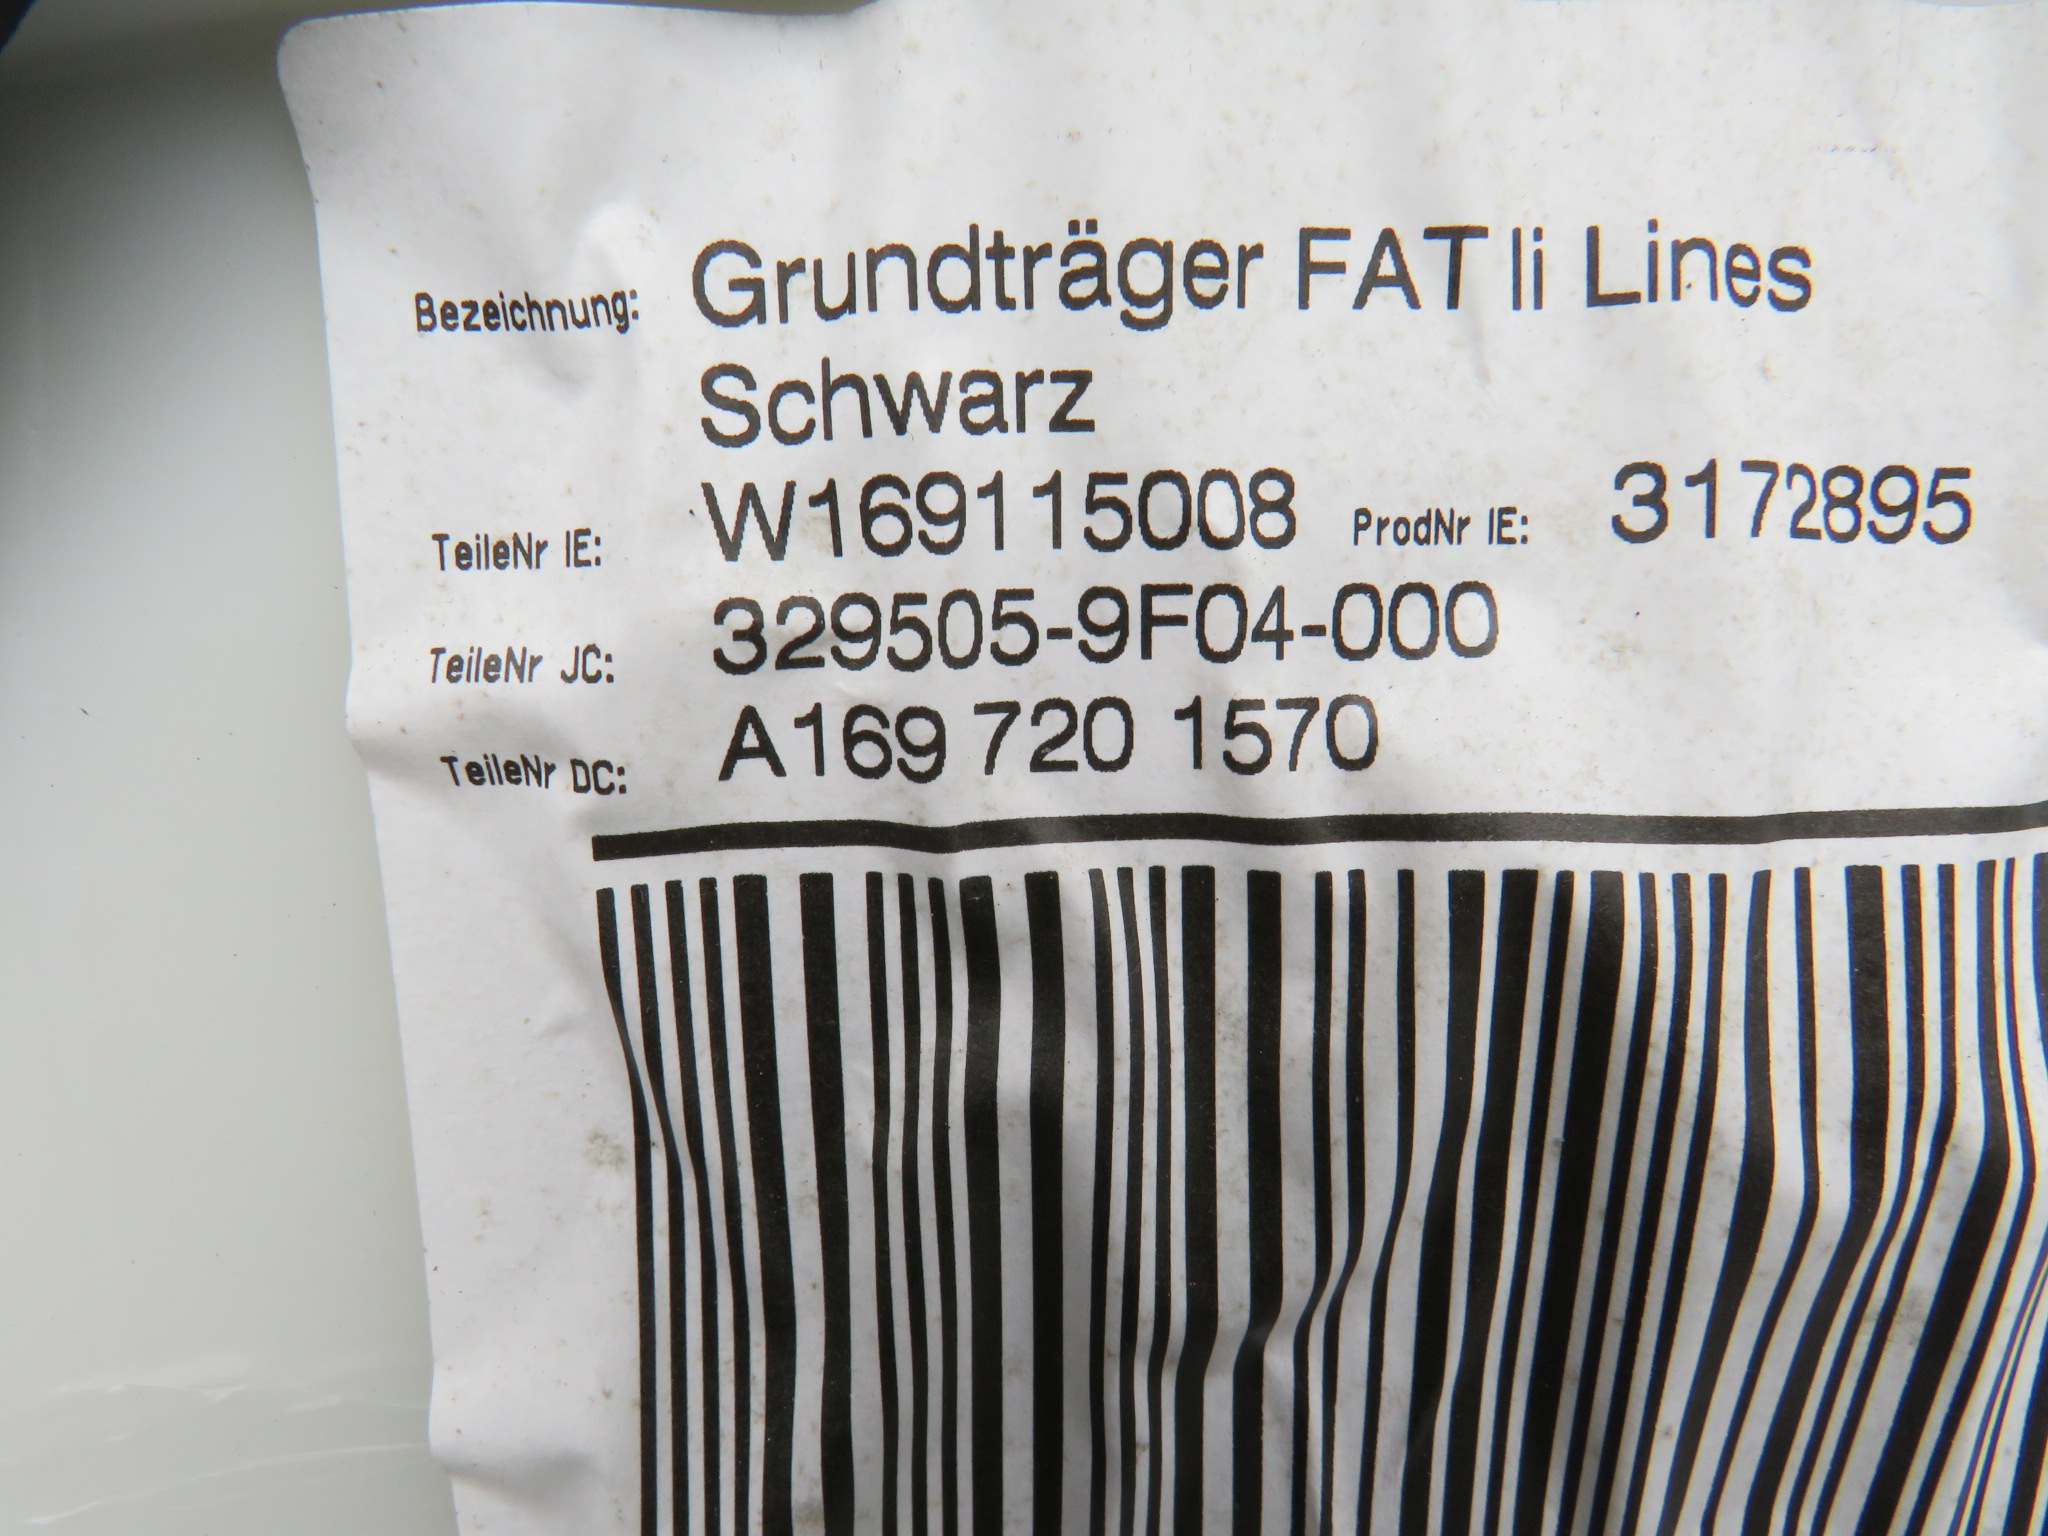 Bezeichnung: Grundträger FAT li Lines
Schwarz
TeileNr IE: W169115008 ProdNr IE: 3172895
TeileNr JC: 329505-9F04-000
TeileNr DC: A169 720 1570